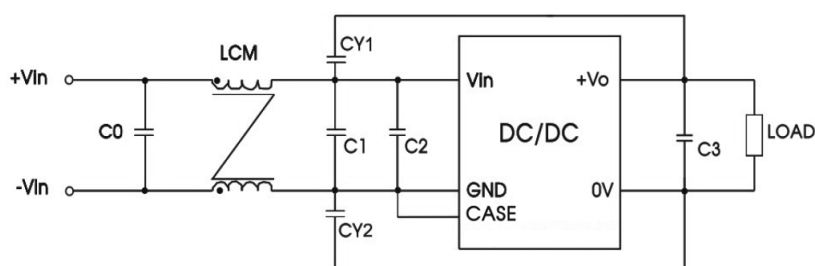 LCM
CY1
+Vin
Vin
+Vo
C0
C1
C2
DC/DC
C3
LOAD
-Vin
GND
0V
CASE
CY2